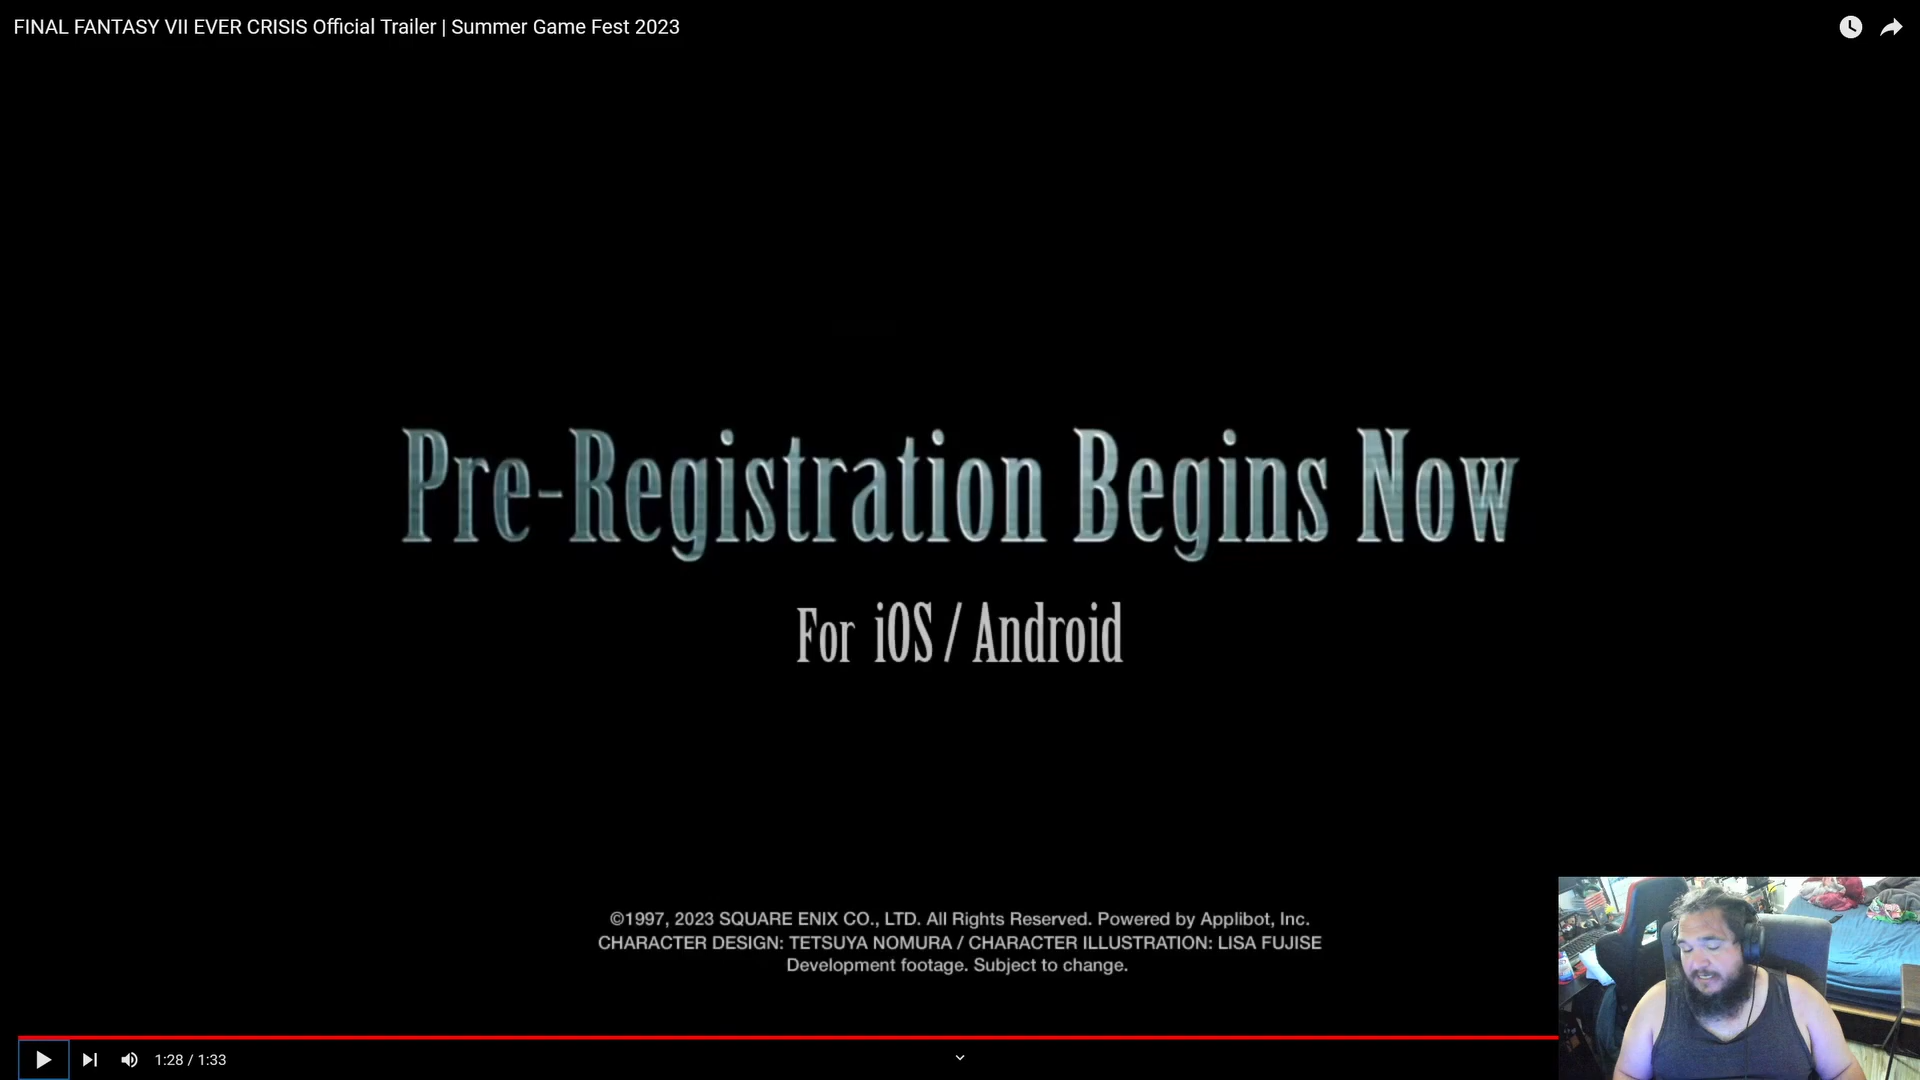 FINAL FANTASY VII EVER CRISIS Official Trailer | Summer Game Fest 2023
Pre-Registration Begins Now
For iOS / Android
©1997, 2023 SQUARE ENIX CO., LTD. All Rights Reserved. Powered by Applibot, Inc.
CHARACTER DESIGN: TETSUYA NOMURA / CHARACTER ILLUSTRATION: LISA FUJISE
Development footage. Subject to change.
1:28 / 1:33